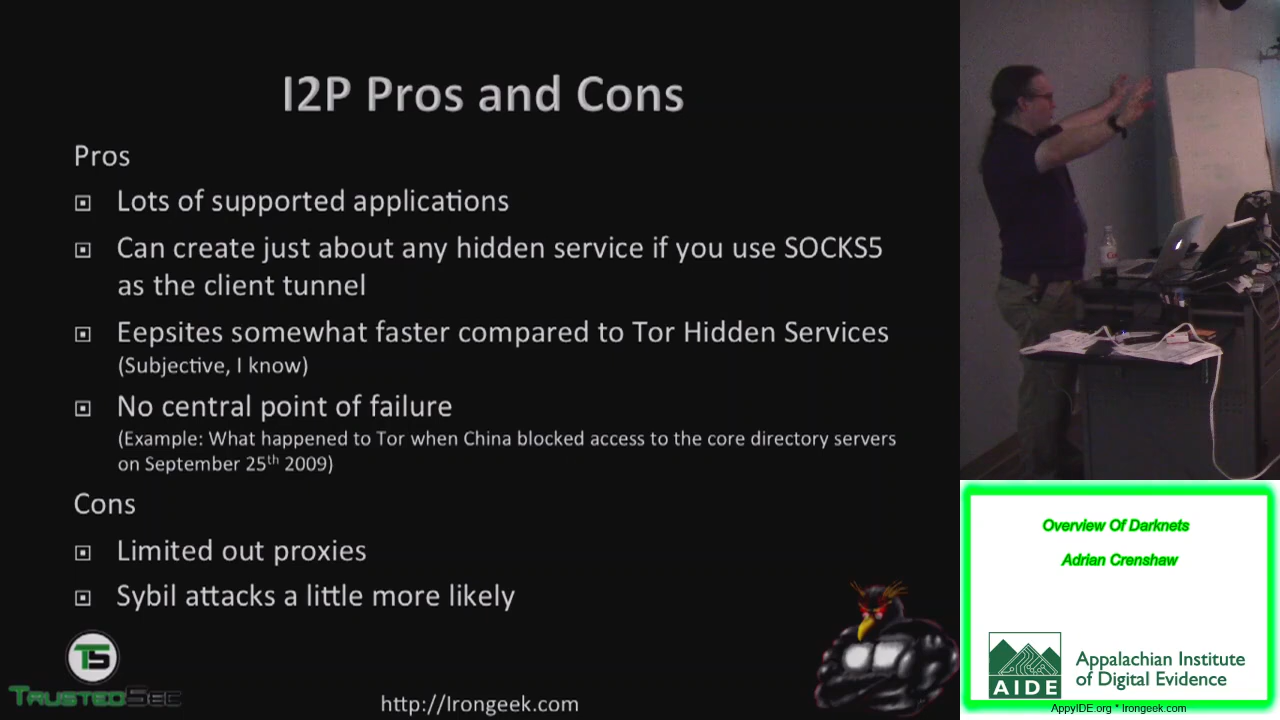 I2P Pros and Cons
Pros
Lots of supported applications
Can create just about any hidden service if you use SOCKS5
as the client tunnel
Eepsites somewhat faster compared to Tor Hidden Services
(Subjective, I know)
No central point of failure
(Example: What happened to Tor when China blocked access to the core directory servers
on September 25th 2009)
Cons
Limited out proxies
Sybil attacks a little more likely
TS
TRUSTEDSEC
http://Irongeek.com
Overview Of Darknets
Adrian Crenshaw
AIDE
Appalachian Institute
of Digital Evidence
AppyIDE.org * Irongeek.com